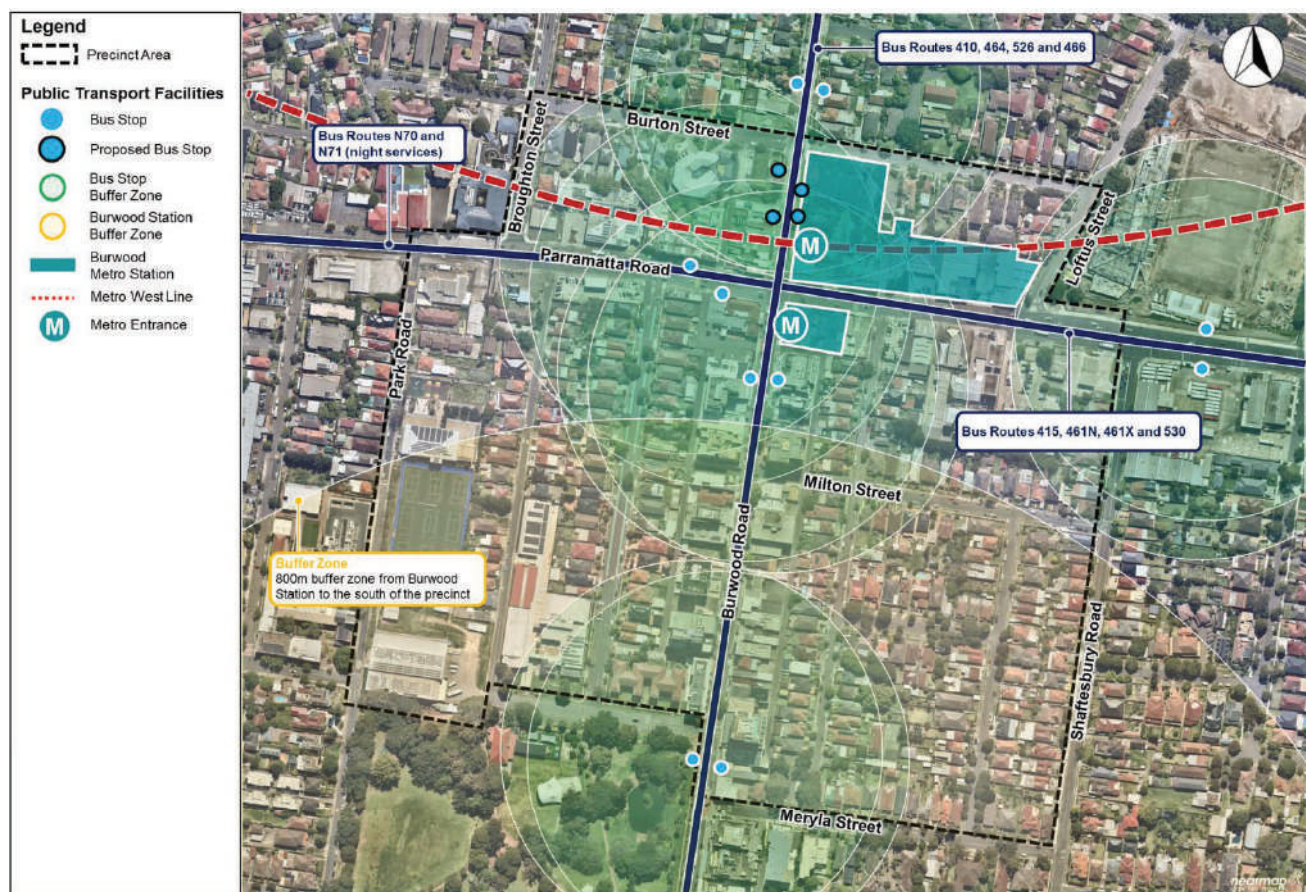 Legend
Precinct Area
Public Transport Facilities
Bus Stop
Proposed Bus Stop
Bus Stop
Buffer Zone
Burwood Station
Buffer Zone
Burwood
Metro Station
Metro West Line
M
Metro Entrance
Bus Routes 410, 464, 526 and 466
Bus Routes N70 and
N71 (night services)
Burton Street
Broughton Street
Loftus Street
M
Parramatta Road
M
Park Road
Bus Routes 415, 461N, 461X and 530
Milton Street
Burwood Road
Buffer Zone
800m buffer zone from Burwood
Station to the south of the precinct
Shaftesbury Road
Meryla Street
nearmap